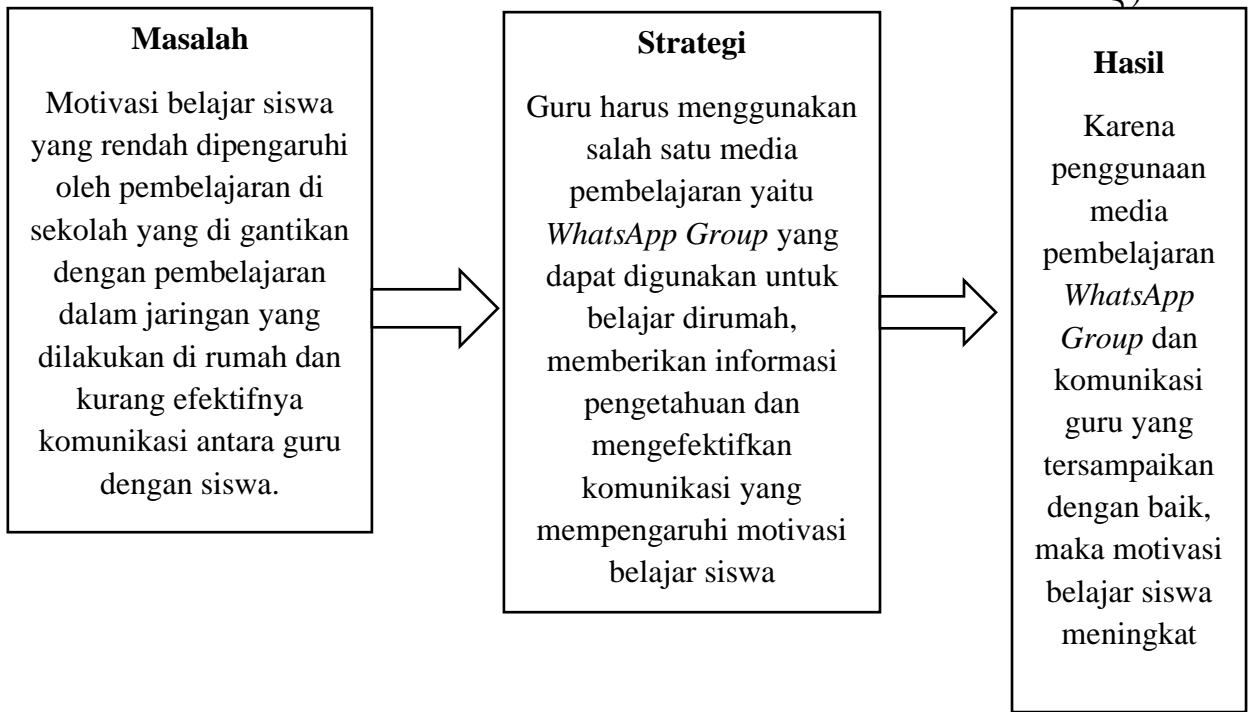 Masalah
Motivasi belajar siswa
yang rendah dipengaruhi
oleh pembelajaran di
sekolah yang di gantikan
dengan pembelajaran
dalam jaringan yang
dilakukan di rumah dan
kurang efektifnya
komunikasi antara guru
dengan siswa.
Strategi
Guru harus menggunakan
salah satu media
pembelajaran yaitu
WhatsApp Group yang
dapat digunakan untuk
belajar dirumah,
memberikan informasi
pengetahuan dan
mengefektifkan
komunikasi yang
mempengaruhi motivasi
belajar siswa
Hasil
Karena
penggunaan
media
pembelajaran
WhatsApp
Group dan
komunikasi
guru yang
tersampaikan
dengan baik,
maka motivasi
belajar siswa
meningkat